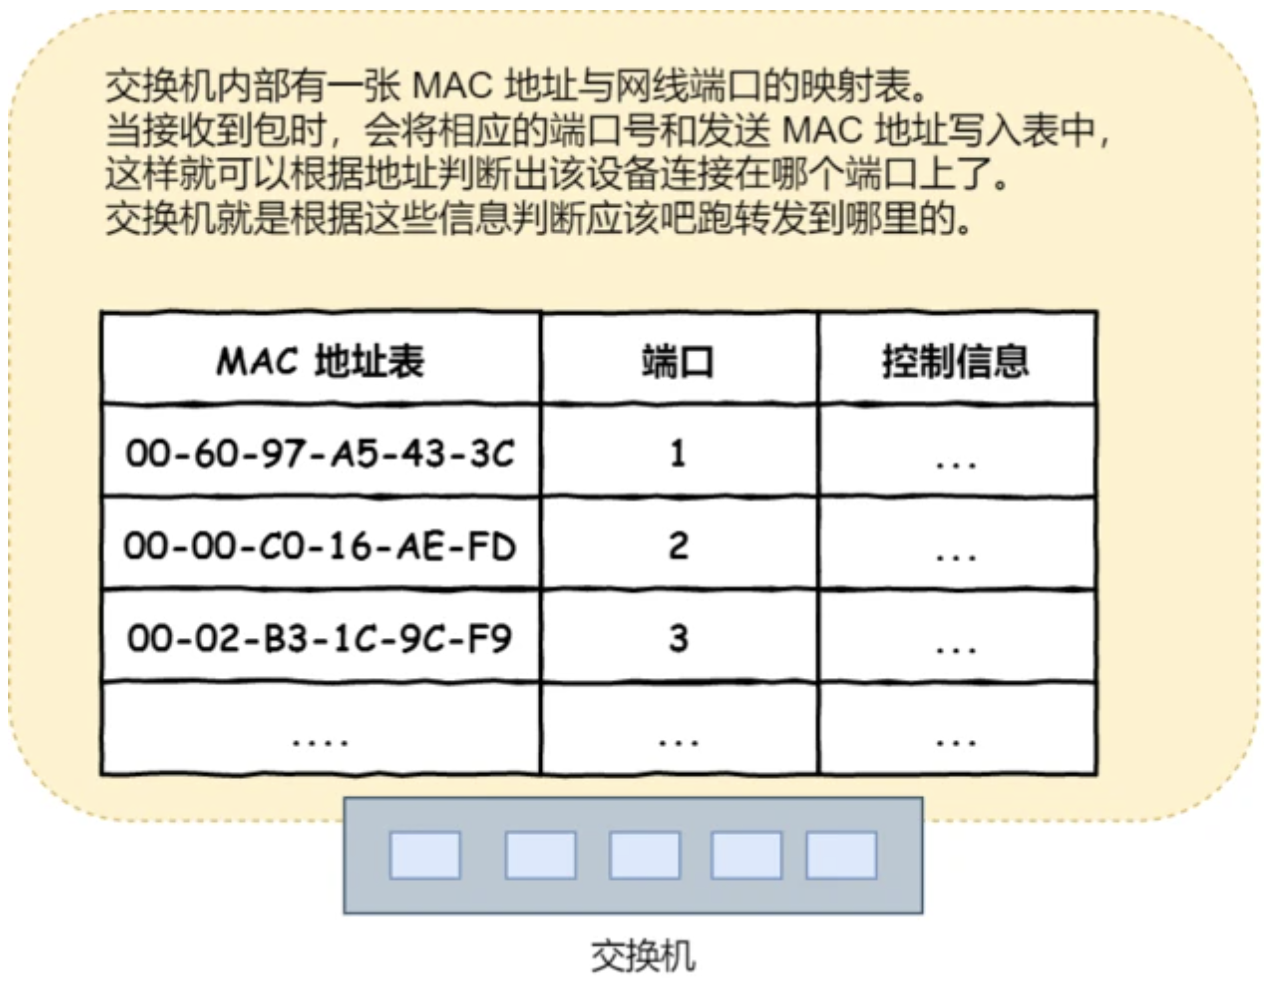 交换机内部有一张 MAC 地址与网线端口的映射表。
当接收到包时，会将相应的端口号和发送 MAC 地址写入表中，
这样就可以根据地址判断出该设备连接在哪个端口上了。
交换机就是根据这些信息判断应该吧跑转发到哪里的。
MAC 地址表 端口 控制信息
00-60-97-A5-43-3C 1 ...
00-00-C0-16-AE-FD 2 ...
00-02-B3-1C-9C-F9 3 ...
.... ... ...
交换机